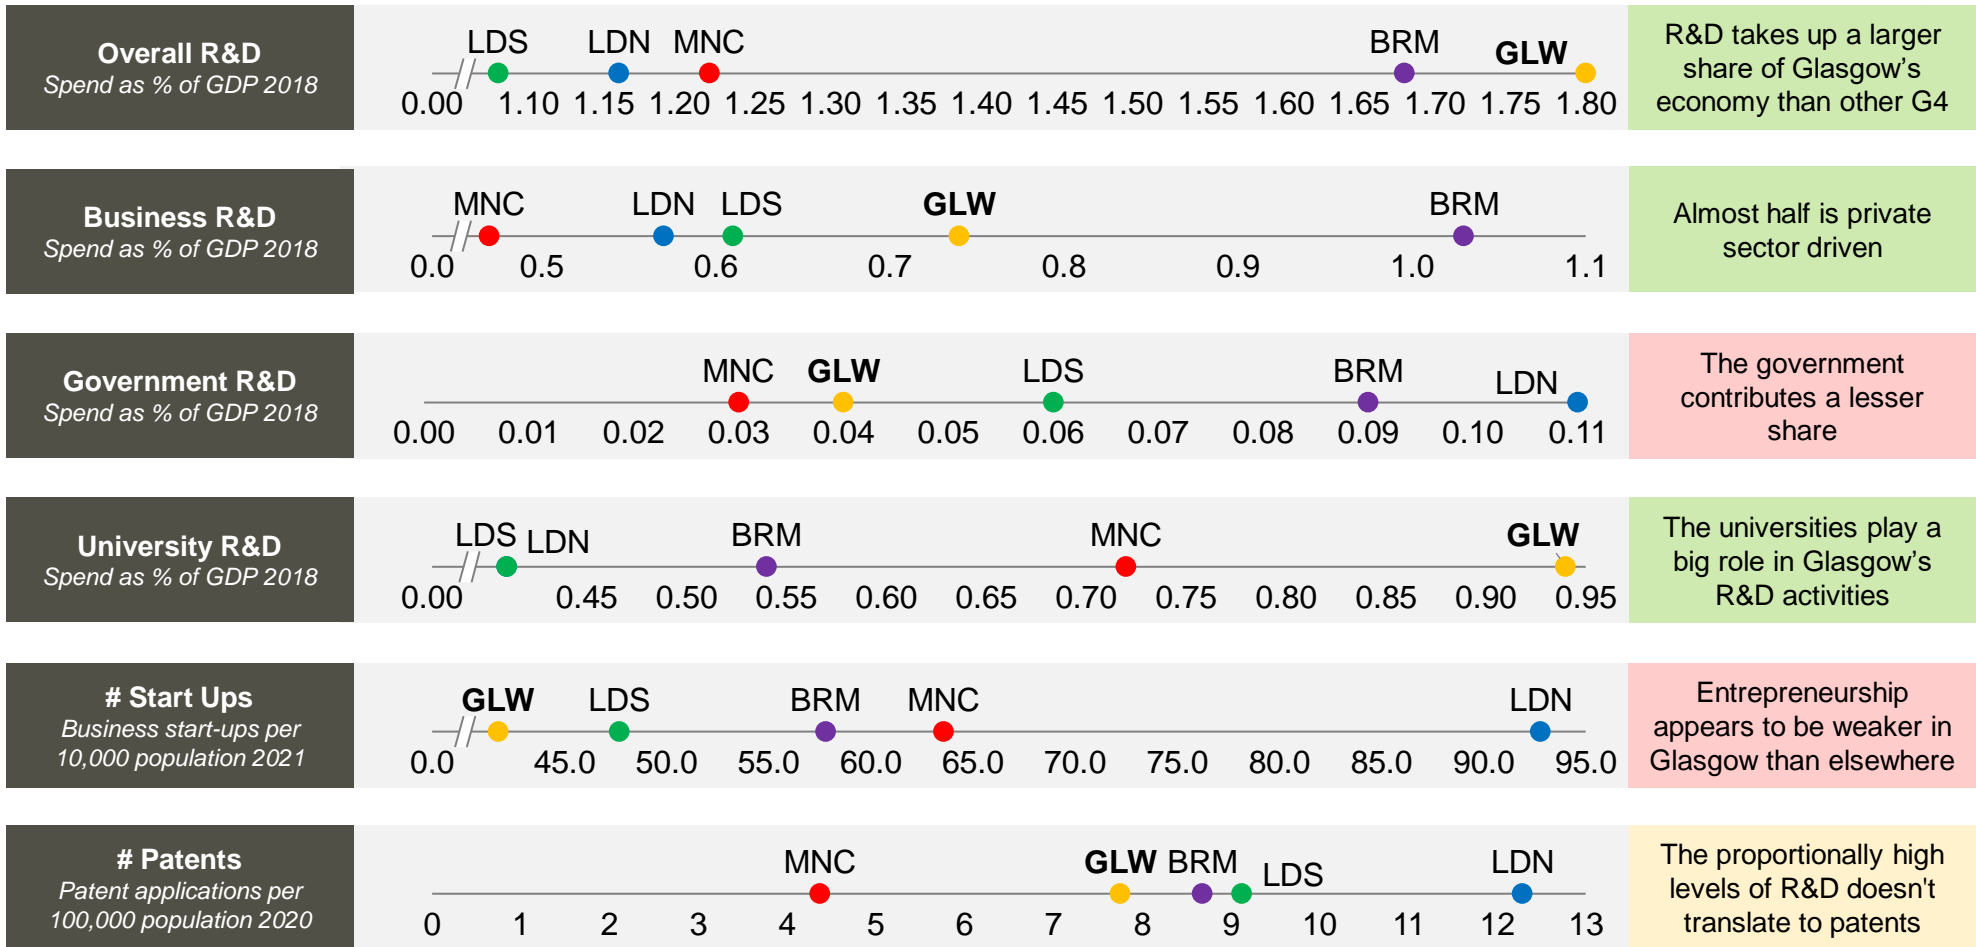 Overall R&D
Spend as % of GDP 2018
LDS LDN MNC BRM GLW
0.00 1.10 1.15 1.20 1.25 1.30 1.35 1.40 1.45 1.50 1.55 1.60 1.65 1.70 1.75 1.80
R&D takes up a larger
share of Glasgow's
economy than other G4
Business R&D
Spend as % of GDP 2018
MNC LDN LDS GLW BRM
0.0 0.5 0.6 0.7 0.8 0.9 1.0 1.1
Almost half is private
sector driven
Government R&D
Spend as % of GDP 2018
MNC GLW LDS BRM LDN
0.00 0.01 0.02 0.03 0.04 0.05 0.06 0.07 0.08 0.09 0.10 0.11
The government
contributes a lesser
share
University R&D
Spend as % of GDP 2018
LDS LDN BRM MNC GLW
0.00 0.45 0.50 0.55 0.60 0.65 0.70 0.75 0.80 0.85 0.90 0.95
The universities play a
big role in Glasgow's
R&D activities
# Start Ups
Business start-ups per
10,000 population 2021
GLW LDS BRM MNC LDN
0.0 45.0 50.0 55.0 60.0 65.0 70.0 75.0 80.0 85.0 90.0 95.0
Entrepreneurship
appears to be weaker in
Glasgow than elsewhere
# Patents
Patent applications per
100,000 population 2020
MNC GLW BRM LDS LDN
0 1 2 3 4 5 6 7 8 9 10 11 12 13
The proportionally high
levels of R&D doesn't
translate to patents